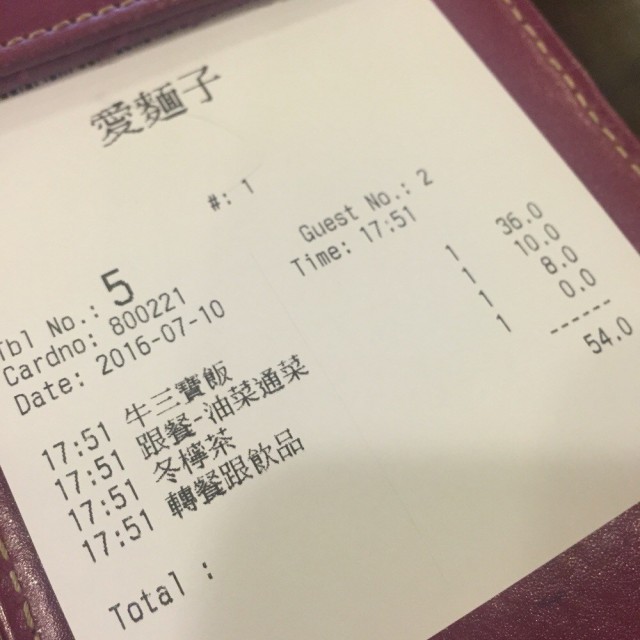 愛麵子
#: 1
Tbl No.: 5
Guest No.: 2
Cardno: 800221
Time: 17:51
Date: 2016-07-10
17:51 牛三寶飯 1 36.0
17:51 跟餐-油菜通菜 1 10.0
17:51 冬檸茶 1 8.0
17:51 轉餐跟飲品 1 0.0
------
Total : 54.0